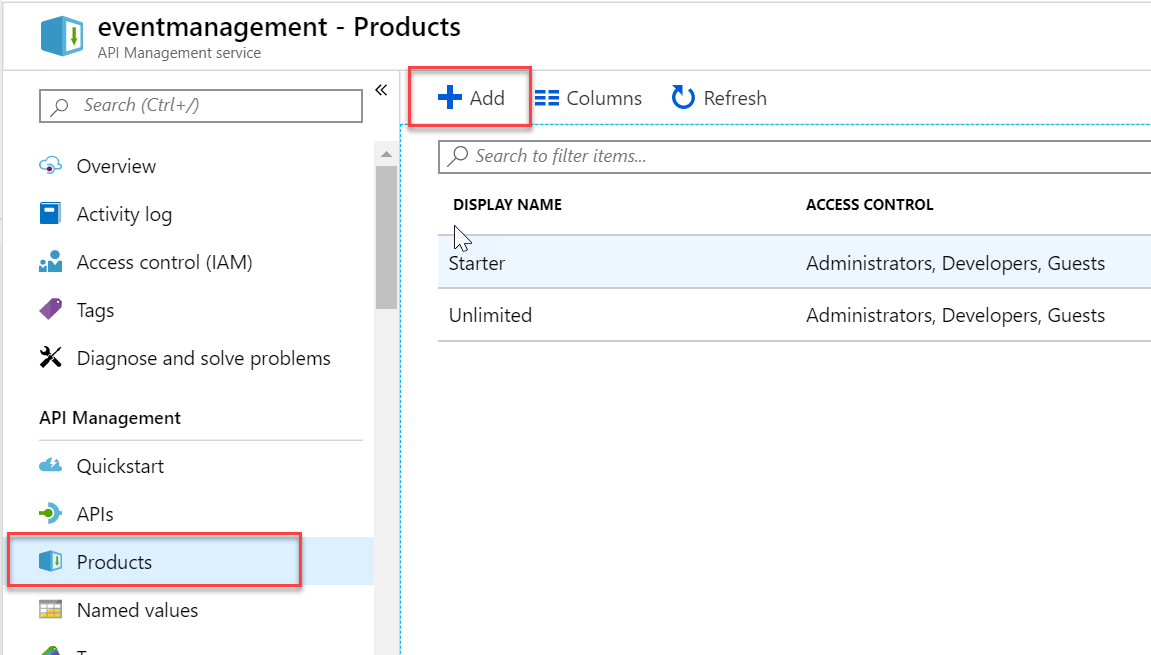 eventmanagement - Products
API Management service
Search (Ctrl+/)
«
Overview
Activity log
Access control (IAM)
Tags
Diagnose and solve problems
API Management
Quickstart
APIs
Products
Named values
Add Columns Refresh
Search to filter items...
DISPLAY NAME ACCESS CONTROL
Starter Administrators, Developers, Guests
Unlimited Administrators, Developers, Guests